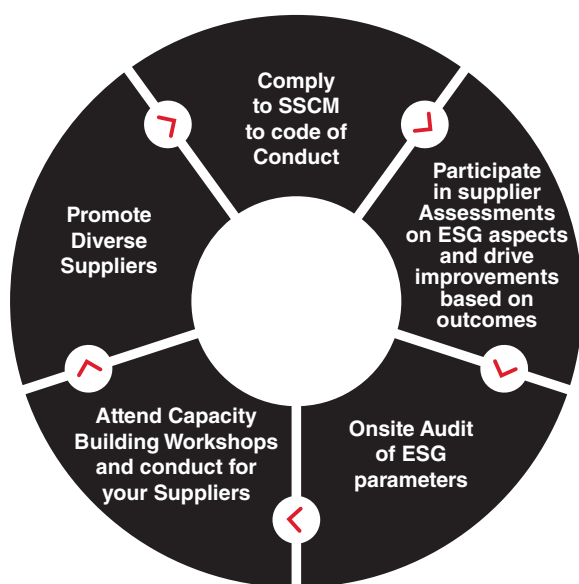 Comply
to SSCM
to code of
Conduct
Participate
in supplier
Assessments
on ESG aspects
and drive
improvements
based on
outcomes
Onsite Audit
of ESG
parameters
Attend Capacity
Building Workshops
and conduct for
your Suppliers
Promote
Diverse
Suppliers